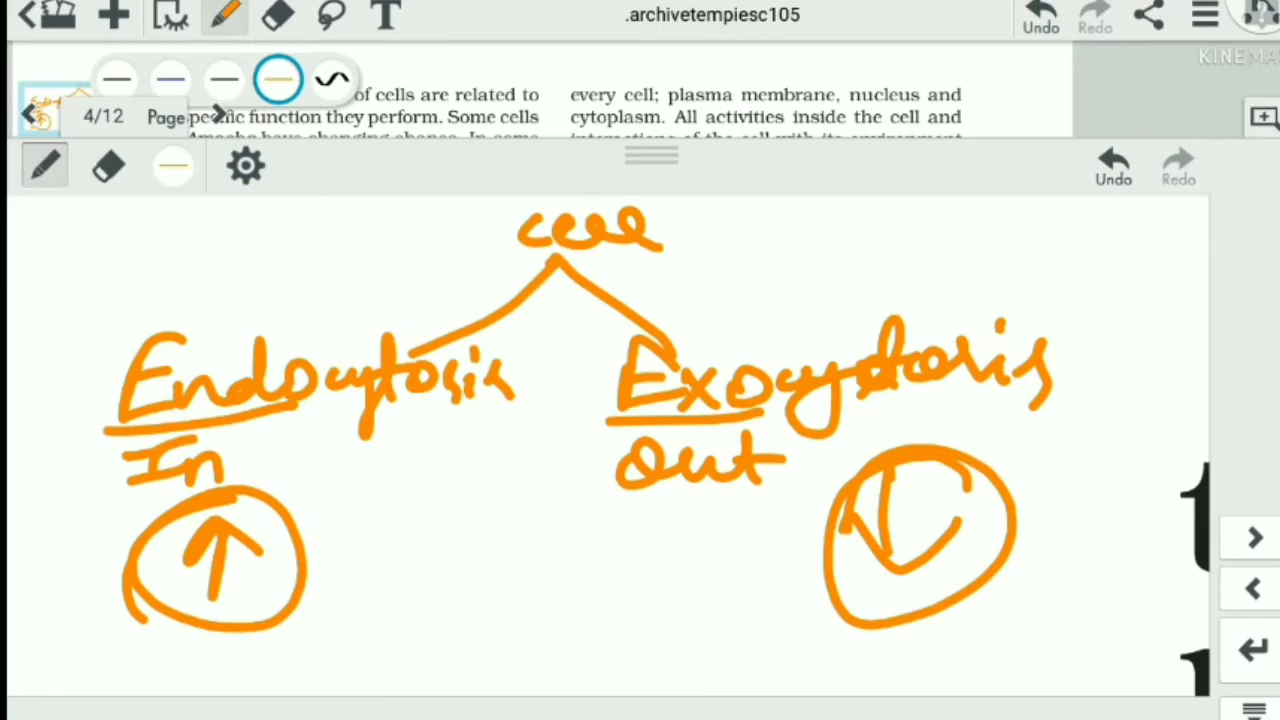 .archivetempiesc105
Undo Redo
KINEMA
of cells are related to
every cell; plasma membrane, nucleus and
4/12 Page
function they perform. Some cells
cytoplasm. All activities inside the cell and
Undo Redo
cell
Endocytosis Exocytosis
In Out